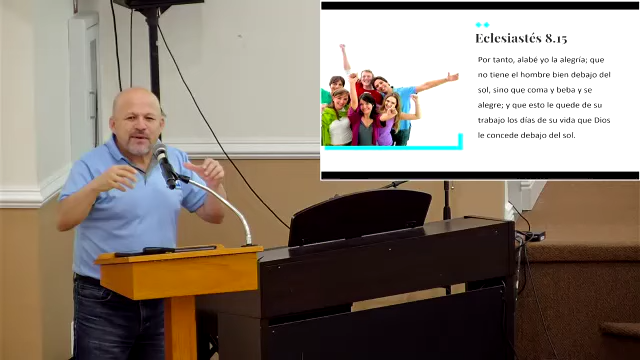 Eclesiastés 8.15
Por tanto, alabé yo la alegría; que
no tiene el hombre bien debajo del
sol, sino que coma y beba y se
alegre; y que esto le quede de su
trabajo los días de su vida que Dios
le concede debajo del sol.